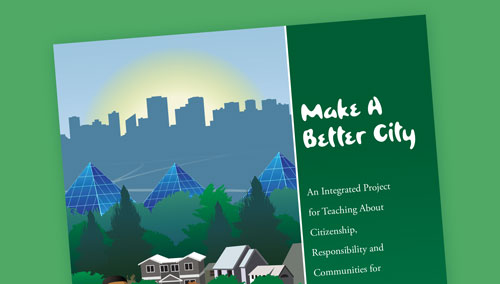 Make A
Better City
An Integrated Project
for Teaching About
Citizenship,
Responsibility and
Communities for